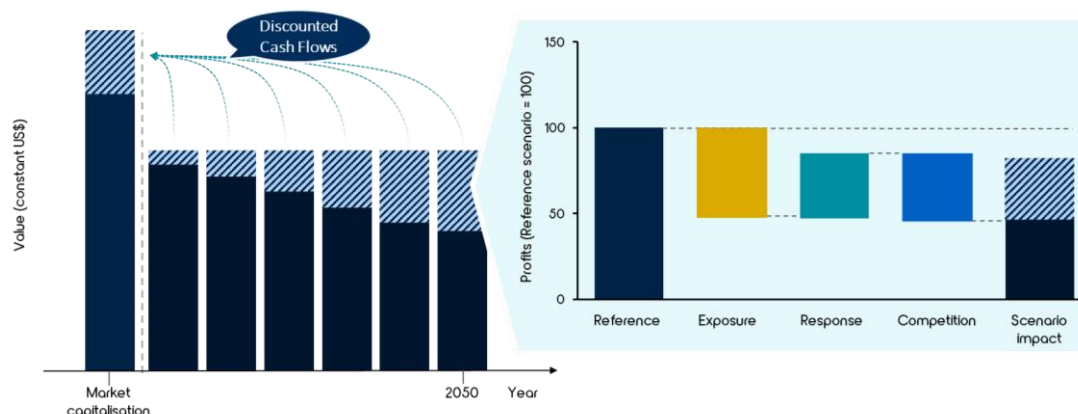 Discounted
Cash Flows
Value (constant US$)
Market
capitalisation
2050
Year
Profits (Reference scenario = 100)
150
100
50
0
Reference
Exposure
Response
Competition
Scenario
impact